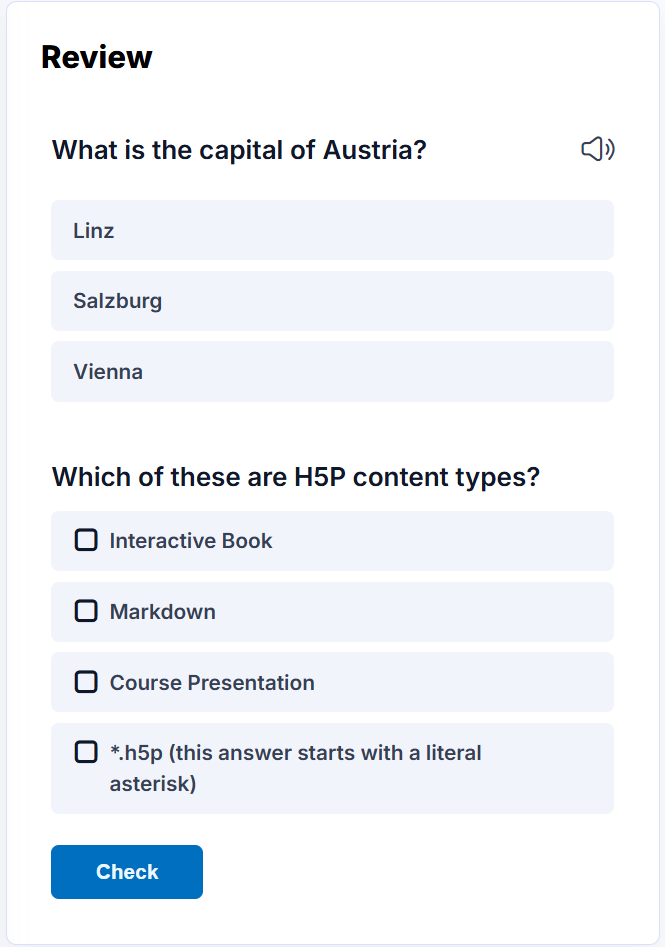 Review
What is the capital of Austria?
Linz
Salzburg
Vienna
Which of these are H5P content types?
Interactive Book
Markdown
Course Presentation
*.h5p (this answer starts with a literal
asterisk)
Check